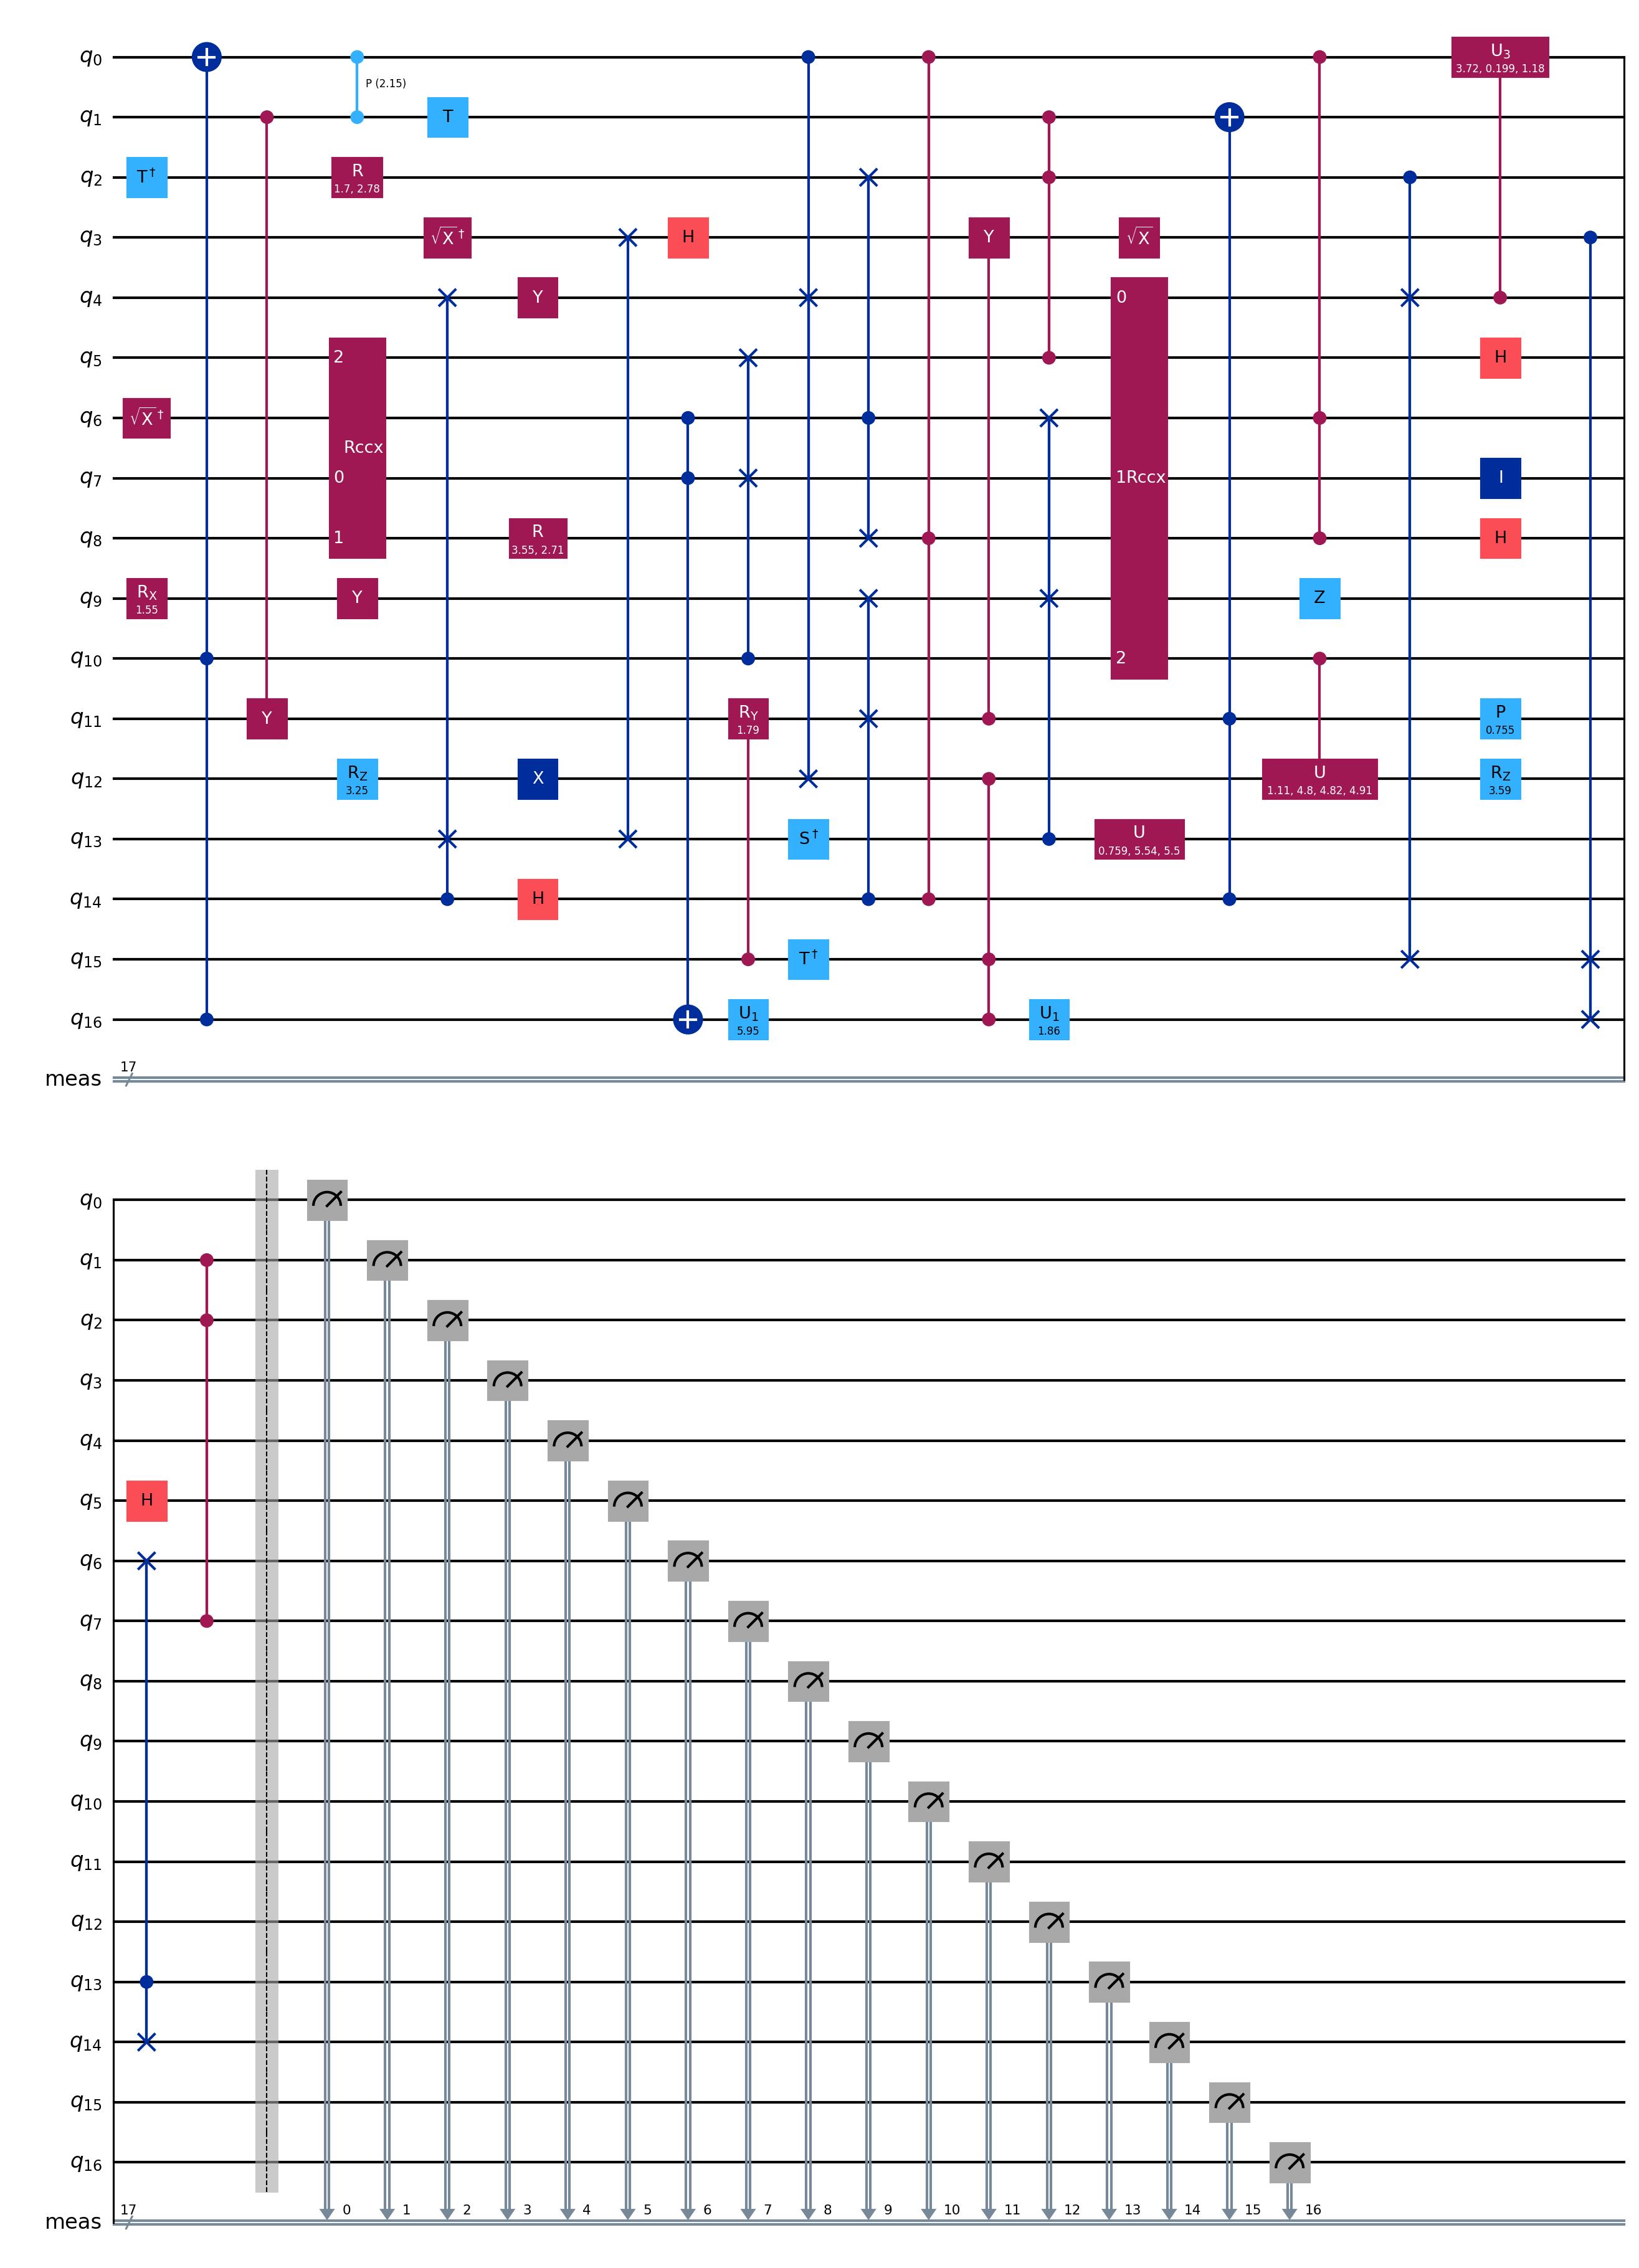 q0
P (2.15)
U3
3.72, 0.199, 1.18
q1
T
q2
T†
R
1.7, 2.78
q3
√X†
H
Y
√X
q4
Y
0
q5
2
H
q6
√X†
Rccx
q7
0
1Rccx
I
q8
1
R
3.55, 2.71
H
q9
RX
1.55
Y
Z
q10
2
q11
Y
RY
1.79
P
0.755
q12
RZ
3.25
X
U
1.11, 4.8, 4.82, 4.91
RZ
3.59
q13
S†
U
0.759, 5.54, 5.5
q14
H
q15
T†
q16
U1
5.95
U1
1.86
17
meas
q0
q1
q2
q3
q4
q5
H
q6
q7
q8
q9
q10
q11
q12
q13
q14
q15
q16
17 0 1 2 3 4 5 6 7 8 9 10 11 12 13 14 15 16
meas